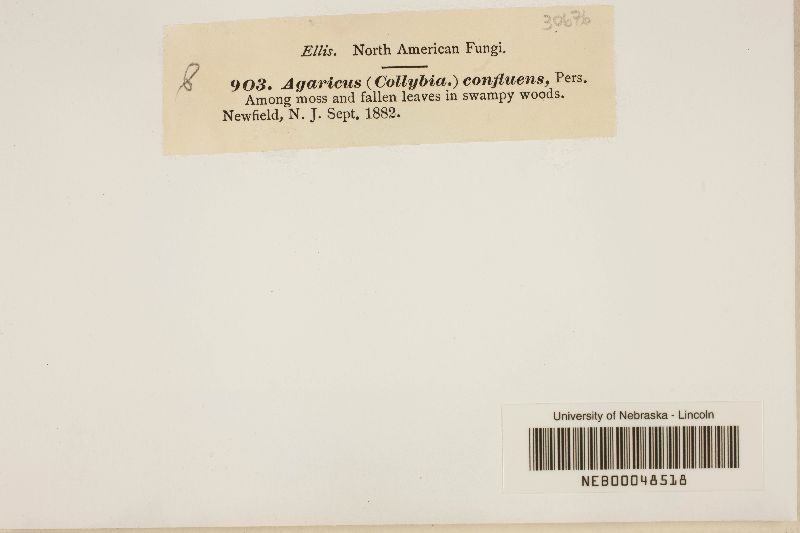 30676
Ellis. North American Fungi.
8
903. Agaricus (Collybia.) confluens, Pers.
Among moss and fallen leaves in swampy woods.
Newfield, N. J. Sept. 1882.
University of Nebraska - Lincoln
NEB00048518